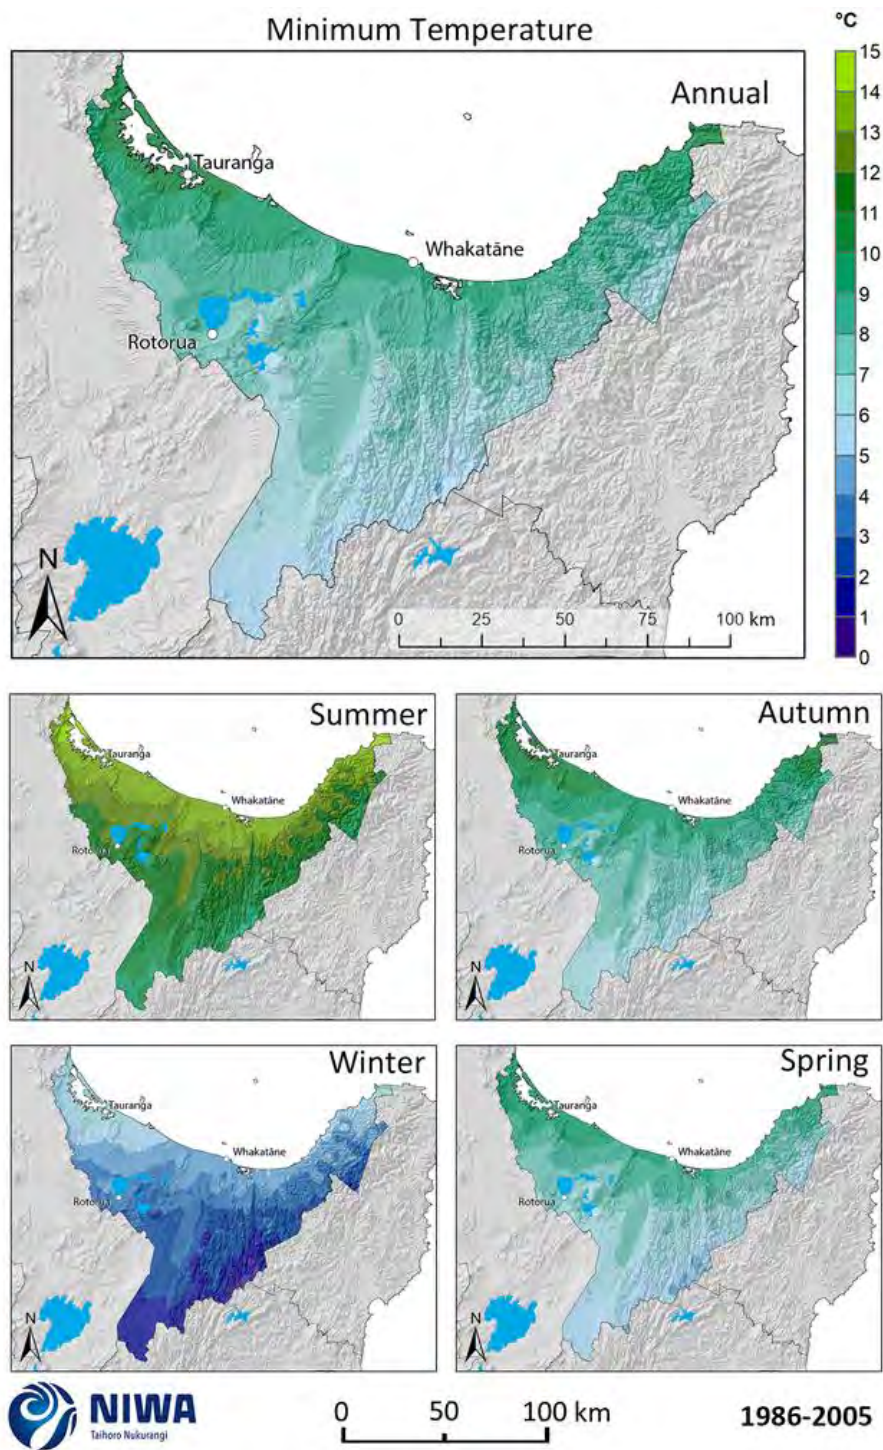 Minimum Temperature
°C
Annual
Tauranga
Whakatāne
Rotorua
N
0 25 50 75 100 km
15
14
13
12
11
10
9
8
7
6
5
4
3
2
1
0
Summer
Tauranga
Whakatāne
Rotorua
N
Autumn
Tauranga
Whakatāne
Rotorua
N
Winter
Tauranga
Whakatāne
Rotorua
N
Spring
Tauranga
Whakatāne
Rotorua
N
NIWA
Taihoro Nukurangi
0 50 100 km
1986-2005